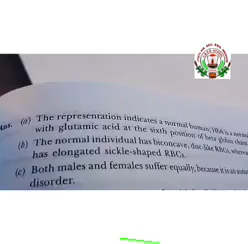 Ans. (a) The representation indicates a normal human; HBA is a normal
with glutamic acid at the sixth position of beta globin chain
(b) The normal individual has biconcave, disc-like RBCs, whereas
has elongated sickle-shaped RBCs.
(c) Both males and females suffer equally, because it is an
disorder.